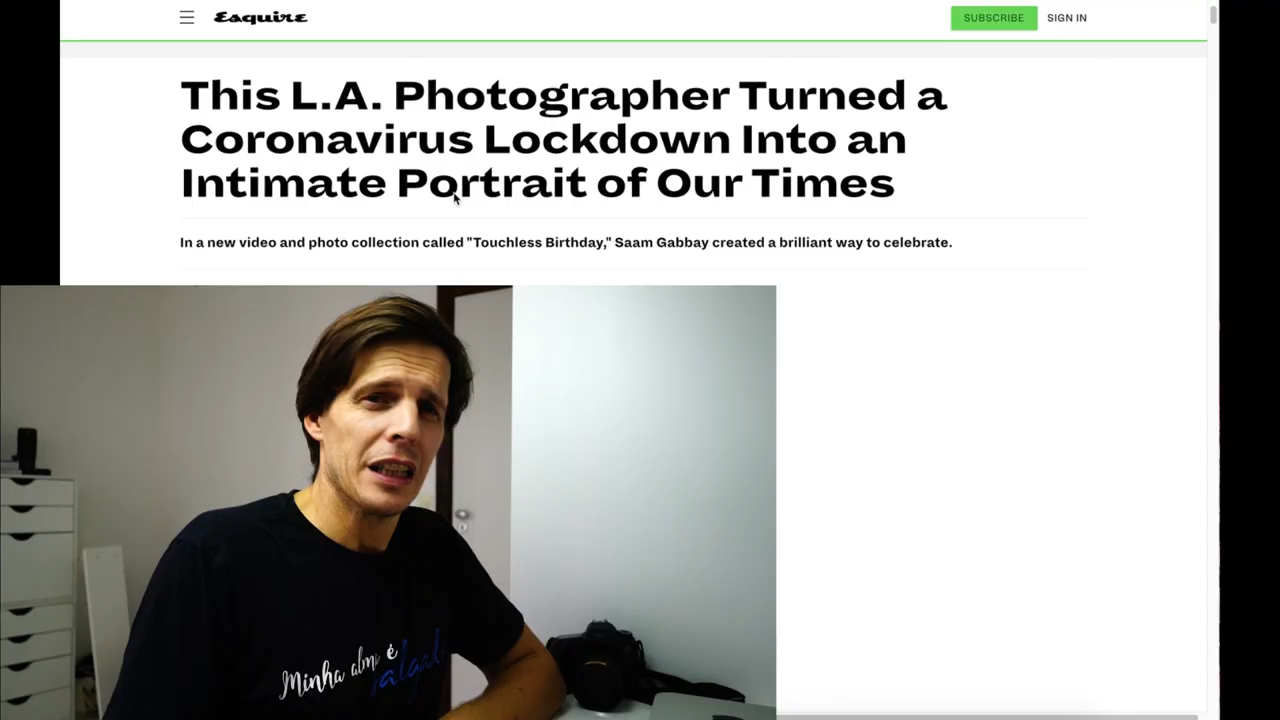 Esquire
SUBSCRIBE
SIGN IN
This L.A. Photographer Turned a
Coronavirus Lockdown Into an
Intimate Portrait of Our Times
In a new video and photo collection called "Touchless Birthday," Saam Gabbay created a brilliant way to celebrate.
Minha alma é
salgada